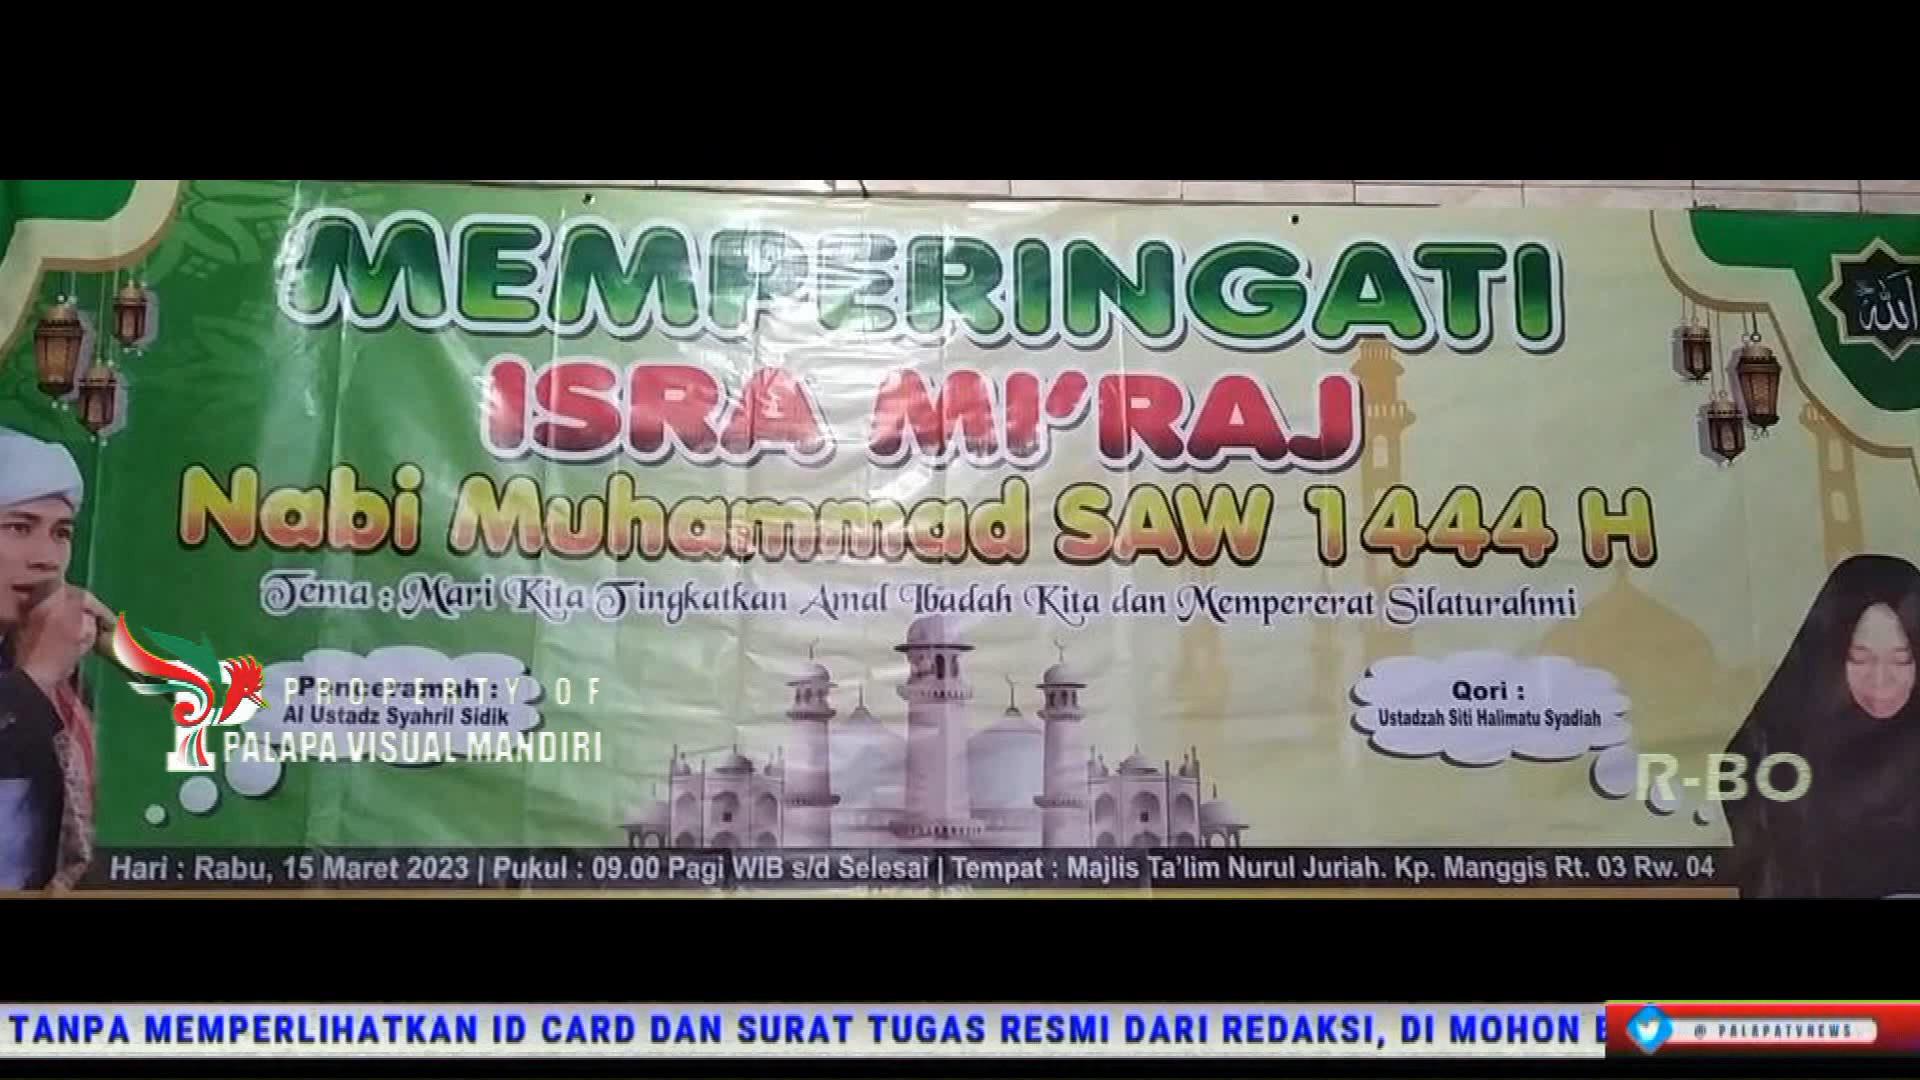 MEMPERINGATI
الله
ISRA MI'RAJ
Nabi Muhammad SAW 1444 H
Tema : Mari Kita Tingkatkan Amal Ibadah Kita dan Mempererat Silaturahmi
Penceramah :
Al Ustadz Syahril Sidik
PROPERTY OF
PALAPA VISUAL MANDIRI
Qori :
Ustadzah Siti Halimatu Syadiah
R-BO
Hari : Rabu, 15 Maret 2023 | Pukul : 09.00 Pagi WIB s/d Selesai | Tempat : Majlis Ta'lim Nurul Juriah. Kp. Manggis Rt. 03 Rw. 04
TANPA MEMPERLIHATKAN ID CARD DAN SURAT TUGAS RESMI DARI REDAKSI, DI MOHON
@ PALAPATVNEWS